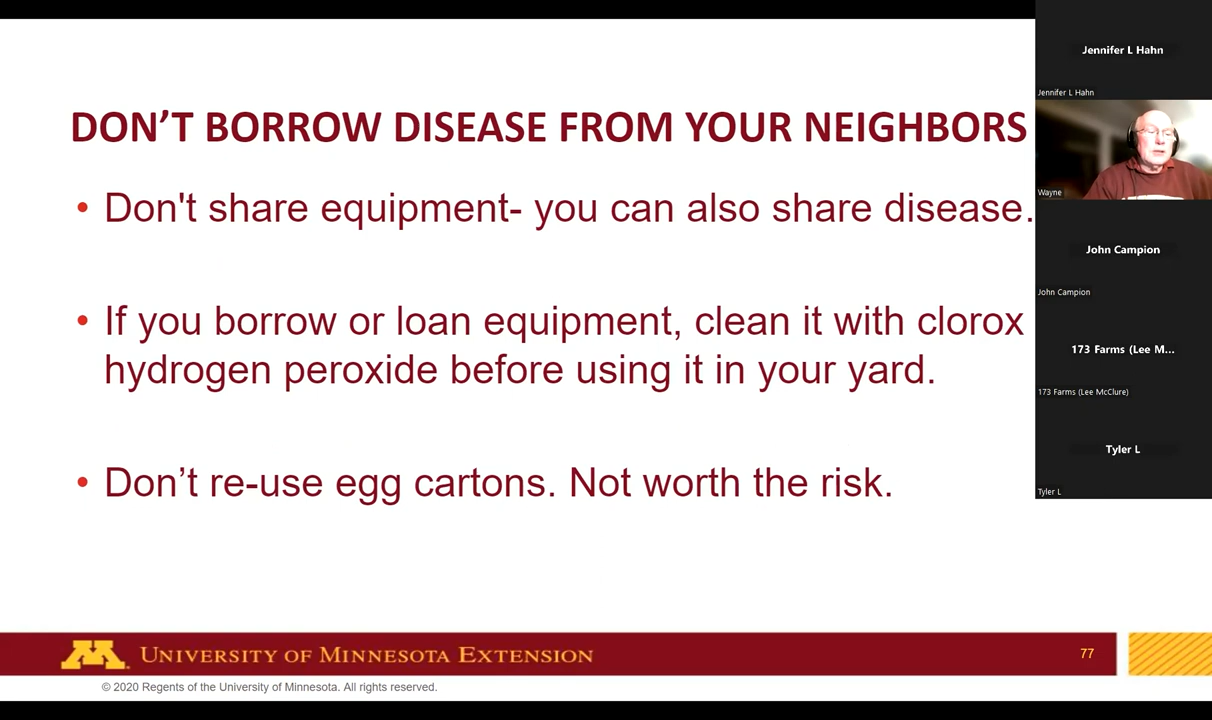 DON’T BORROW DISEASE FROM YOUR NEIGHBORS
• Don't share equipment- you can also share disease.
• If you borrow or loan equipment, clean it with clorox
hydrogen peroxide before using it in your yard.
• Don’t re-use egg cartons. Not worth the risk.
UNIVERSITY OF MINNESOTA EXTENSION
77
© 2020 Regents of the University of Minnesota. All rights reserved.
Jennifer L Hahn
Jennifer L Hahn
Wayne
John Campion
John Campion
173 Farms (Lee M...
173 Farms (Lee McClure)
Tyler L
Tyler L